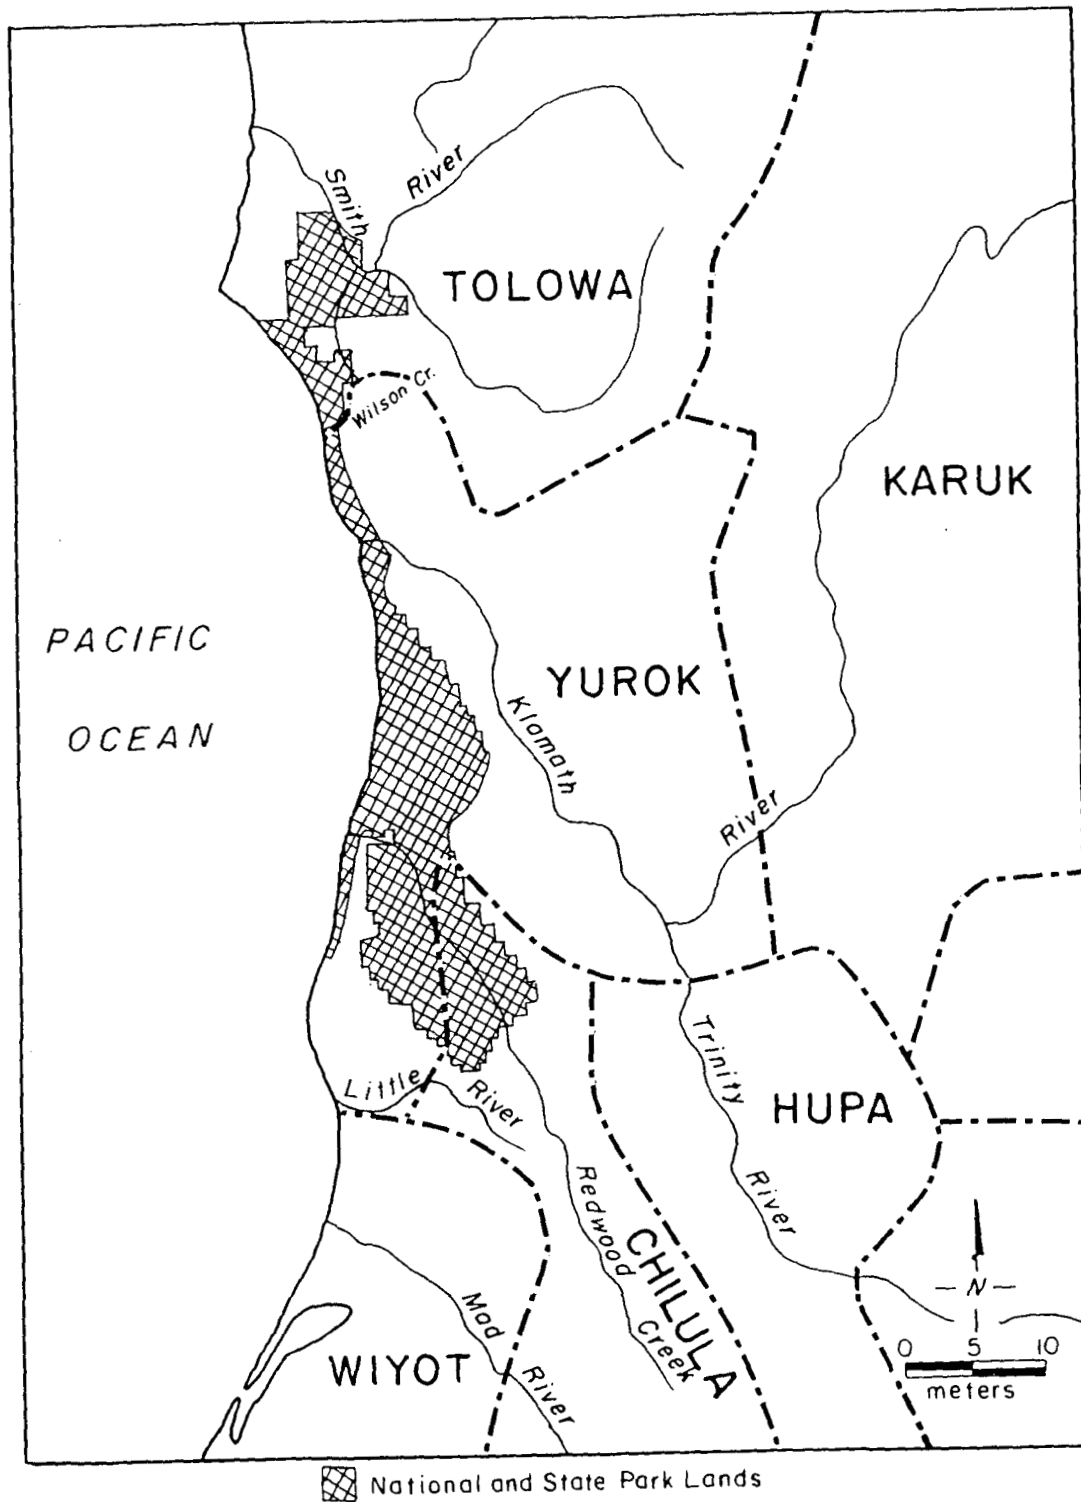 Smith
River
TOLOWA
Wilson Cr.
KARUK
PACIFIC
OCEAN
YUROK
Klamath
River
Trinity
River
HUPA
Little
River
Redwood
Creek
CHILULA
Mad
River
WIYOT
N
0 5 10
meters
National and State Park Lands